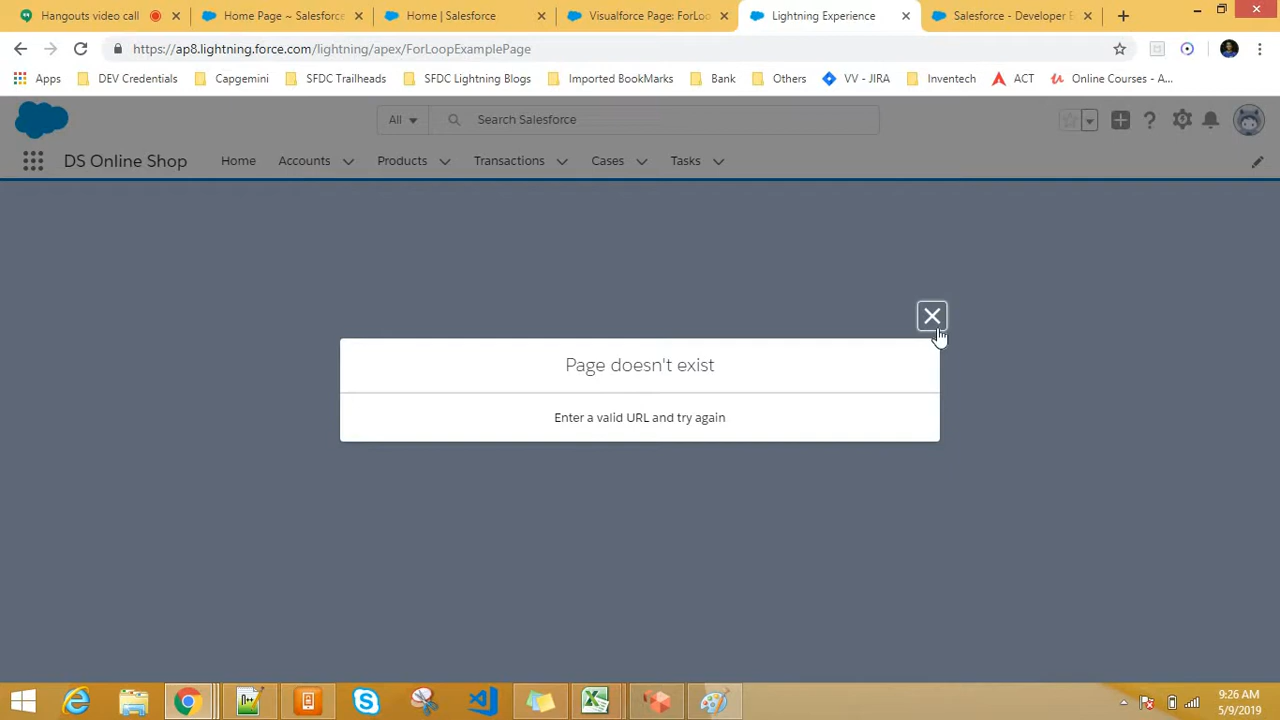 Hangouts video call
Home Page ~ Salesforce
Home | Salesforce
Visualforce Page: ForLoo
Lightning Experience
Salesforce - Developer E
https://ap8.lightning.force.com/lightning/apex/ForLoopExamplePage
Apps
DEV Credentials
Capgemini
SFDC Trailheads
SFDC Lightning Blogs
Imported BookMarks
Bank
Others
VV - JIRA
Inventech
ACT
Online Courses - A...
All
Search Salesforce
DS Online Shop
Home
Accounts
Products
Transactions
Cases
Tasks
Page doesn't exist
Enter a valid URL and try again
9:26 AM
5/9/2019